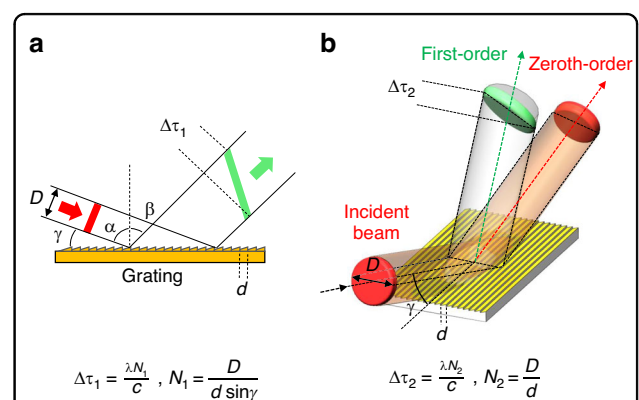 a
Δτ₁
D
β
α
γ
Grating
d
Δτ₁ = λN₁/c , N₁ = D/(d sinγ)
b
First-order
Zeroth-order
Δτ₂
Incident
beam
D
γ
d
Δτ₂ = λN₂/c , N₂ = D/d